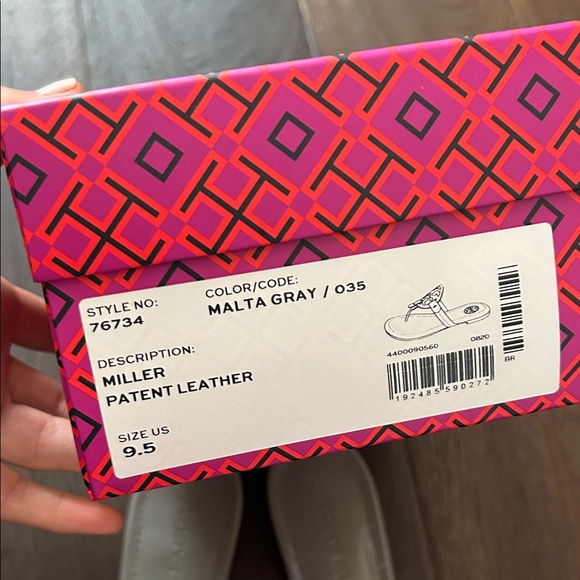 STYLE NO:
76734
COLOR/CODE:
MALTA GRAY / 035
DESCRIPTION:
MILLER
PATENT LEATHER
SIZE US
9.5
4400090560 0820
192485590272
BR